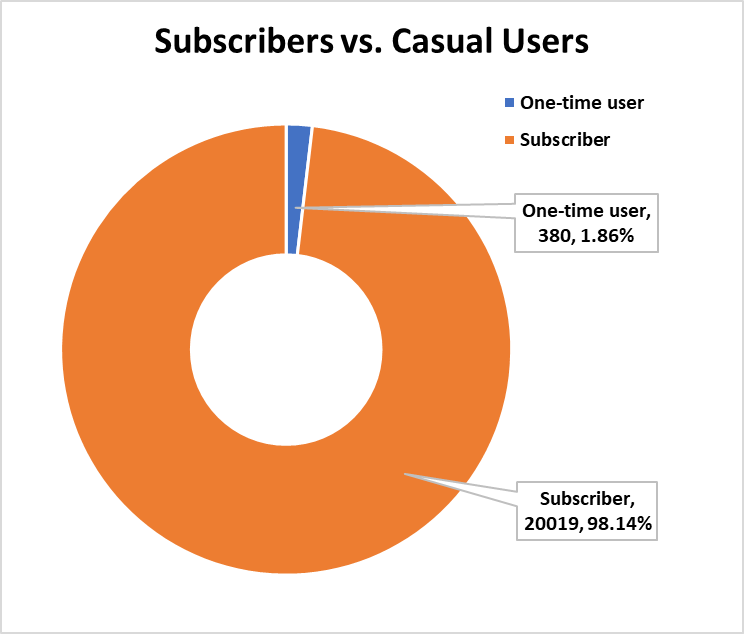 Subscribers vs. Casual Users
One-time user
Subscriber
One-time user,
380, 1.86%
Subscriber,
20019, 98.14%